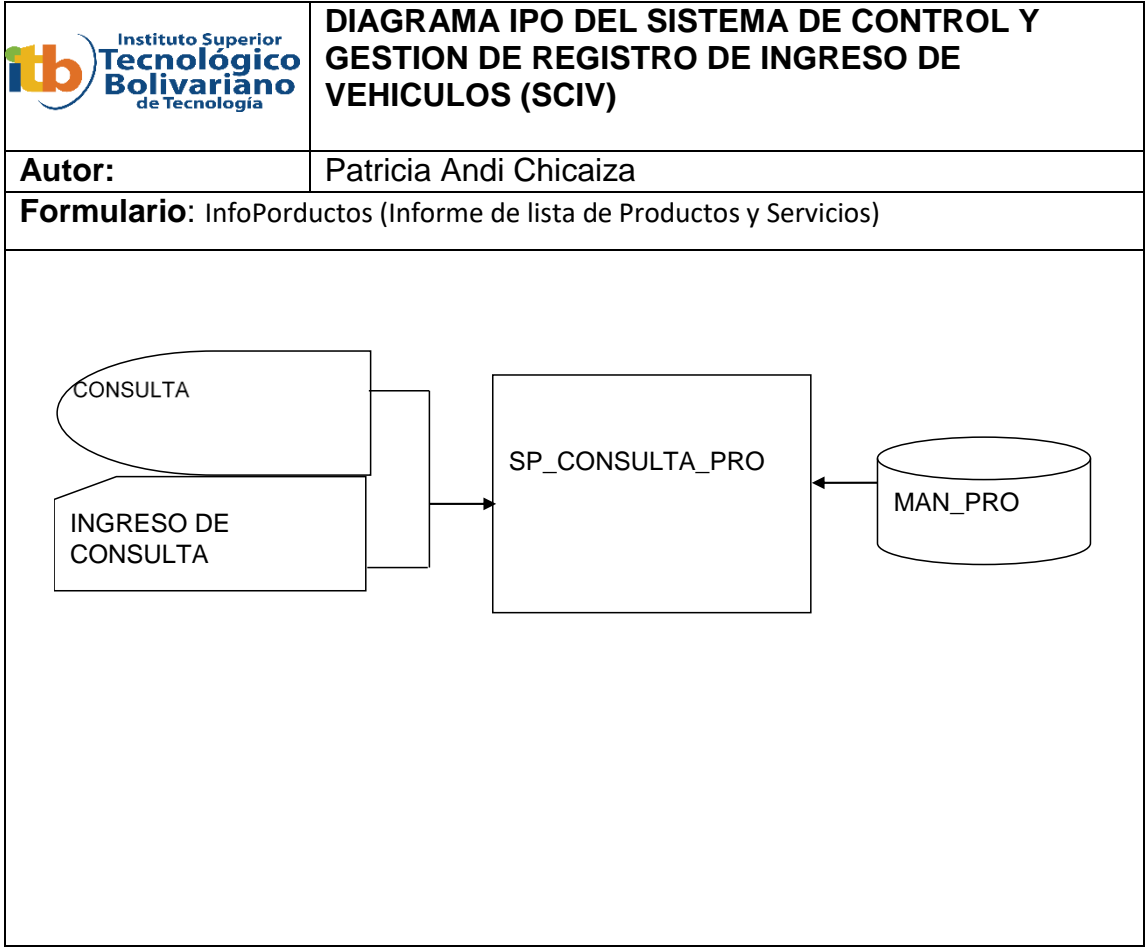 Instituto Superior
Tecnológico
Bolivariano
de Tecnología
itb
DIAGRAMA IPO DEL SISTEMA DE CONTROL Y
GESTION DE REGISTRO DE INGRESO DE
VEHICULOS (SCIV)
Autor:
Patricia Andi Chicaiza
Formulario: InfoPorductos (Informe de lista de Productos y Servicios)
CONSULTA
INGRESO DE
CONSULTA
SP_CONSULTA_PRO
MAN_PRO